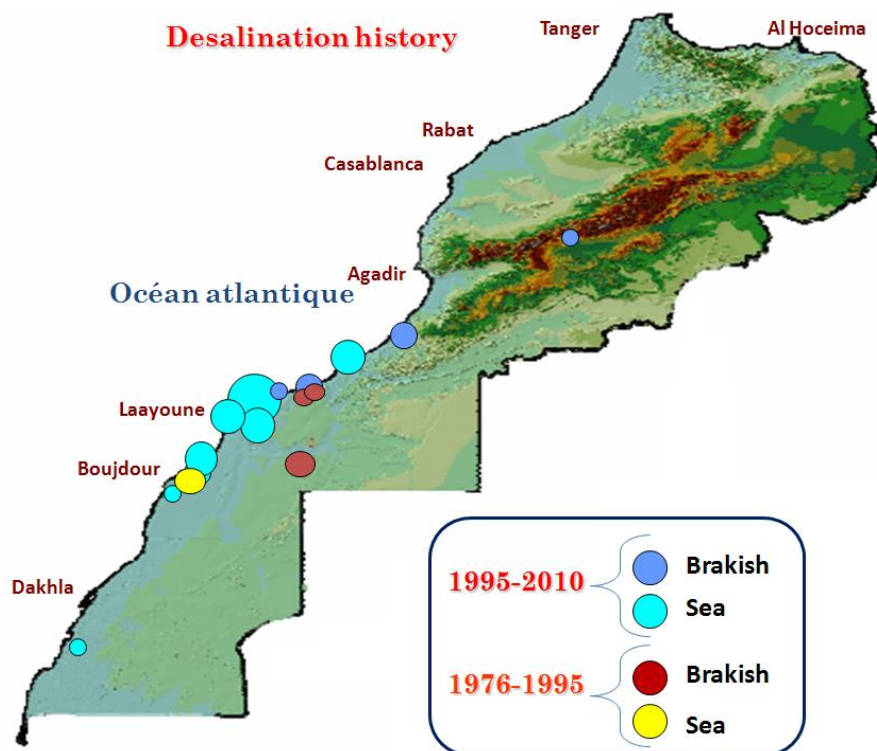 Desalination history
Tanger
Al Hoceima
Rabat
Casablanca
Agadir
Océan atlantique
Laayoune
Boujdour
Dakhla
1995-2010
Brakish
Sea
1976-1995
Brakish
Sea